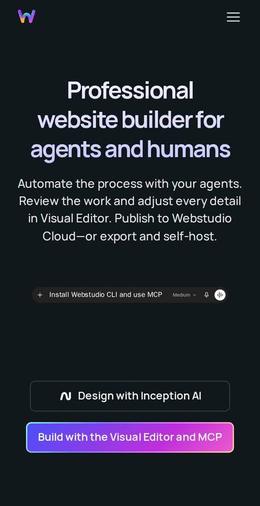 Professional
website builder for
agents and humans
Automate the process with your agents.
Review the work and adjust every detail
in Visual Editor. Publish to Webstudio
Cloud—or export and self-host.
Install Webstudio CLI and use MCP Medium
Design with Inception AI
Build with the Visual Editor and MCP